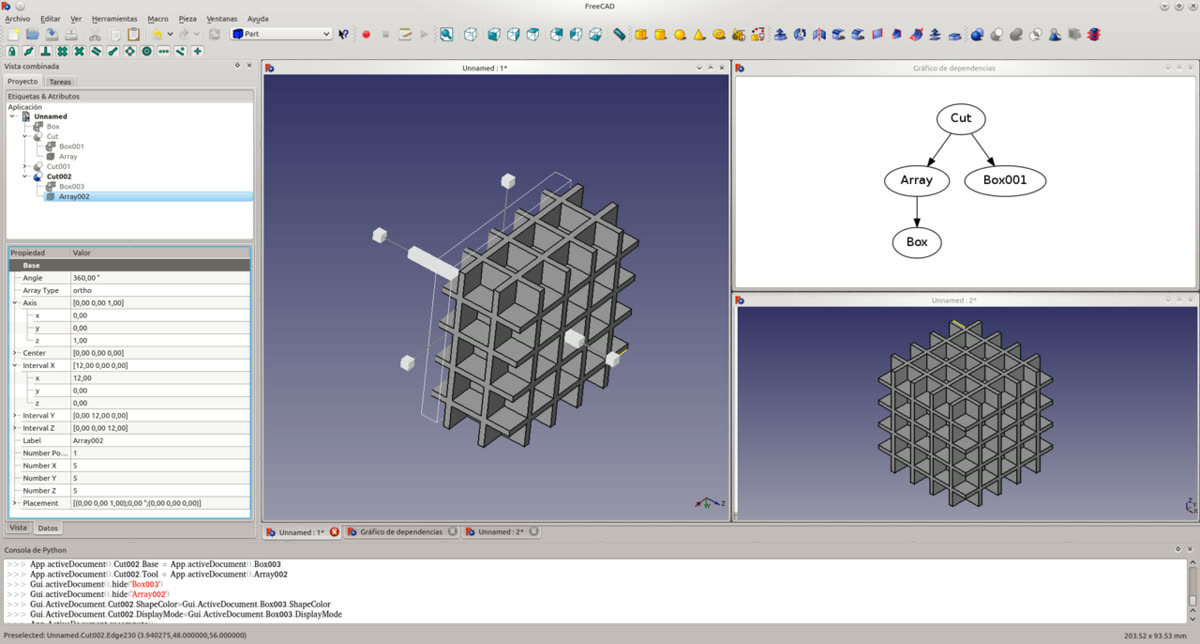 FreeCAD
Archivo Editar Ver Herramientas Macro Pieza Ventanas Ayuda
Part
Vista combinada
Proyecto Tareas
Etiquetas & Atributos
Aplicación
Unnamed
Box
Cut
Box001
Array
Cut001
Cut002
Box003
Array002
Propiedad Valor
Base
Angle 360,00 °
Array Type ortho
Axis [0,00 0,00 1,00]
x 0,00
y 0,00
z 1,00
Center [0,00 0,00 0,00]
Interval X [12,00 0,00 0,00]
x 12,00
y 0,00
z 0,00
Interval Y [0,00 12,00 0,00]
Interval Z [0,00 0,00 12,00]
Label Array002
Number Po... 1
Number X 5
Number Y 5
Number Z 5
Placement [(0,00 0,00 1,00);0,00 °;(0,00 0,00 0,00)]
Vista Datos
Unnamed : 1*
Z
Gráfico de dependencias
Cut
Array Box001
Box
Unnamed : 2*
Z
Unnamed : 1* Gráfico de dependencias Unnamed : 2*
Consola de Python
>>> App.activeDocument().Cut002.Base = App.activeDocument().Box003
>>> App.activeDocument().Cut002.Tool = App.activeDocument().Array002
>>> Gui.activeDocument().hide('Box003')
>>> Gui.activeDocument().hide('Array002')
>>> Gui.ActiveDocument.Cut002.ShapeColor=Gui.ActiveDocument.Box003.ShapeColor
>>> Gui.ActiveDocument.Cut002.DisplayMode=Gui.ActiveDocument.Box003.DisplayMode
Preselected: Unnamed.Cut002.Edge230 (3.940275,48.000000,56.000000)
203.52 x 93.53 mm